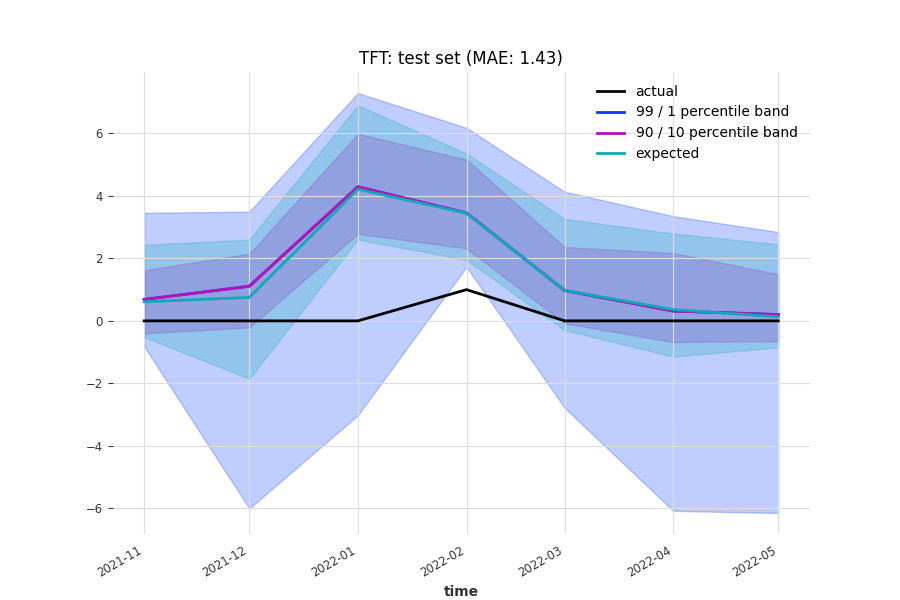 TFT: test set (MAE: 1.43)
actual
99 / 1 percentile band
90 / 10 percentile band
expected
6
4
2
0
−2
−4
−6
2021-11
2021-12
2022-01
2022-02
2022-03
2022-04
2022-05
time